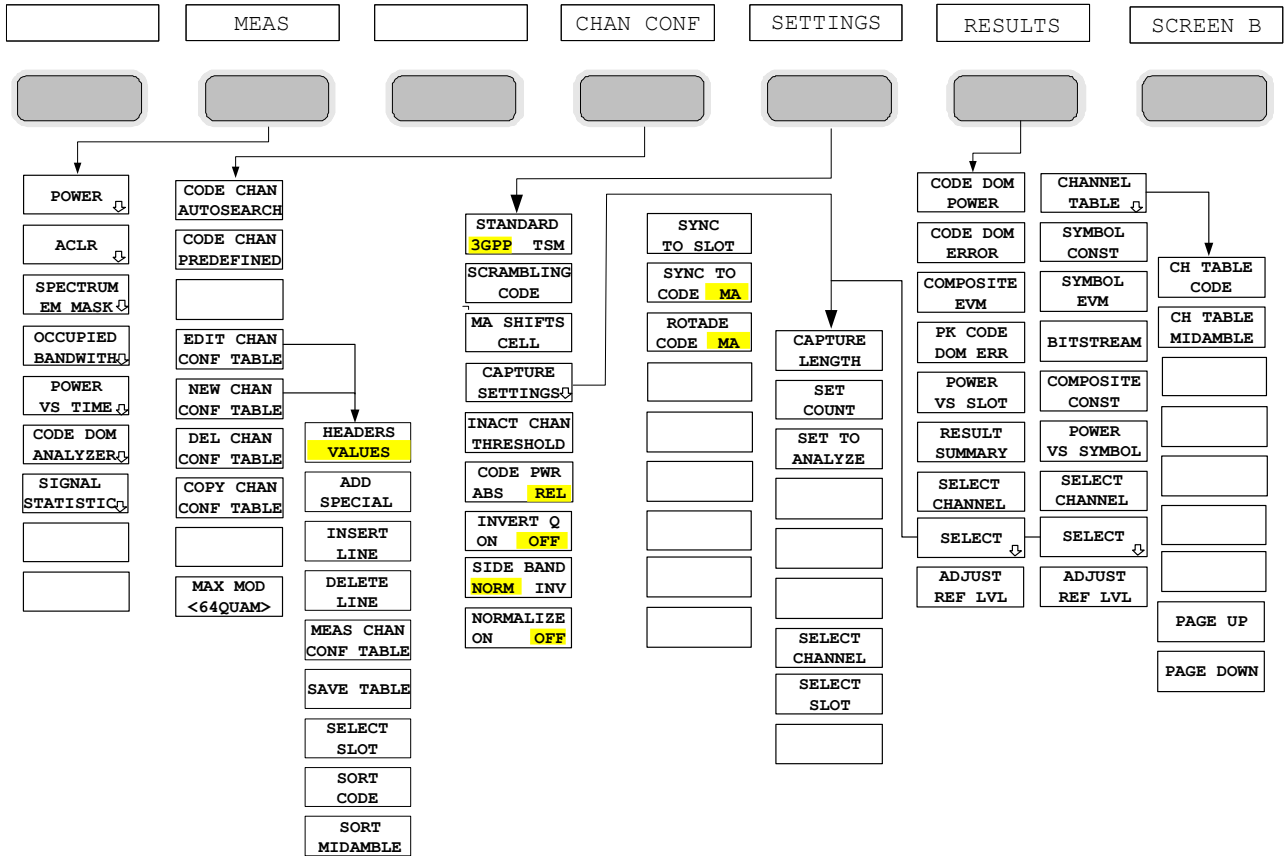 MEAS
CHAN CONF
SETTINGS
RESULTS
SCREEN B
POWER
ACLR
SPECTRUM
EM MASK
OCCUPIED
BANDWITH
POWER
VS TIME
CODE DOM
ANALYZER
SIGNAL
STATISTIC
CODE CHAN
AUTOSEARCH
CODE CHAN
PREDEFINED
EDIT CHAN
CONF TABLE
NEW CHAN
CONF TABLE
DEL CHAN
CONF TABLE
COPY CHAN
CONF TABLE
MAX MOD
<64QUAM>
HEADERS
VALUES
ADD
SPECIAL
INSERT
LINE
DELETE
LINE
MEAS CHAN
CONF TABLE
SAVE TABLE
SELECT
SLOT
SORT
CODE
SORT
MIDAMBLE
STANDARD
3GPP TSM
SCRAMBLING
CODE
MA SHIFTS
CELL
CAPTURE
SETTINGS
INACT CHAN
THRESHOLD
CODE PWR
ABS REL
INVERT Q
ON OFF
SIDE BAND
NORM INV
NORMALIZE
ON OFF
SYNC
TO SLOT
SYNC TO
CODE MA
ROTADE
CODE MA
CAPTURE
LENGTH
SET
COUNT
SET TO
ANALYZE
SELECT
CHANNEL
SELECT
SLOT
CODE DOM
POWER
CODE DOM
ERROR
COMPOSITE
EVM
PK CODE
DOM ERR
POWER
VS SLOT
RESULT
SUMMARY
SELECT
CHANNEL
SELECT
ADJUST
REF LVL
CHANNEL
TABLE
SYMBOL
CONST
SYMBOL
EVM
BITSTREAM
COMPOSITE
CONST
POWER
VS SYMBOL
SELECT
CHANNEL
SELECT
ADJUST
REF LVL
CH TABLE
CODE
CH TABLE
MIDAMBLE
PAGE UP
PAGE DOWN